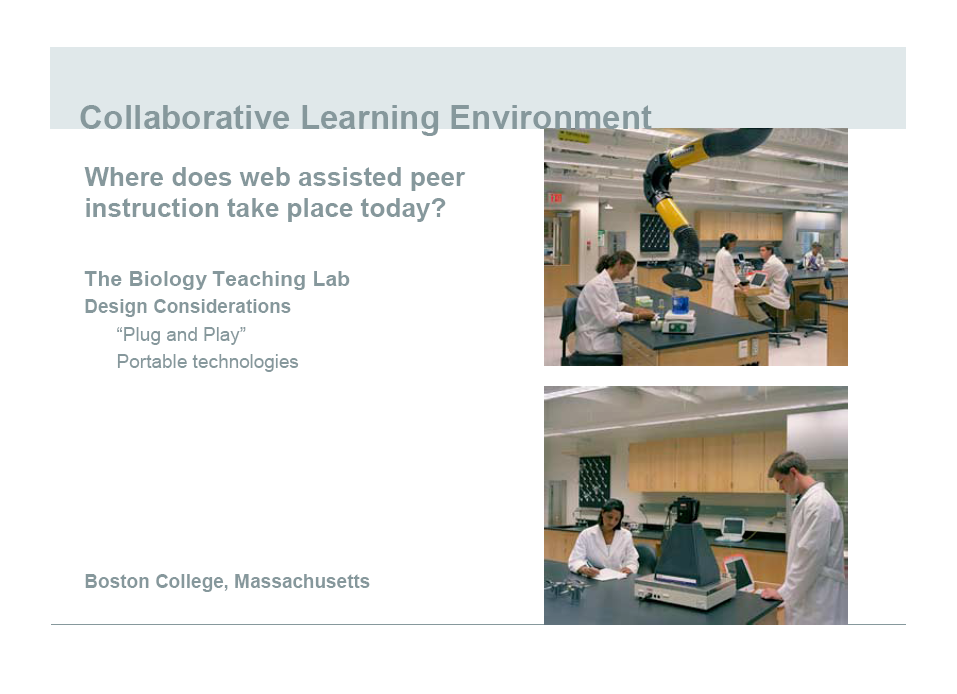 Collaborative Learning Environment
Where does web assisted peer
instruction take place today?
The Biology Teaching Lab
Design Considerations
“Plug and Play”
Portable technologies
Boston College, Massachusetts